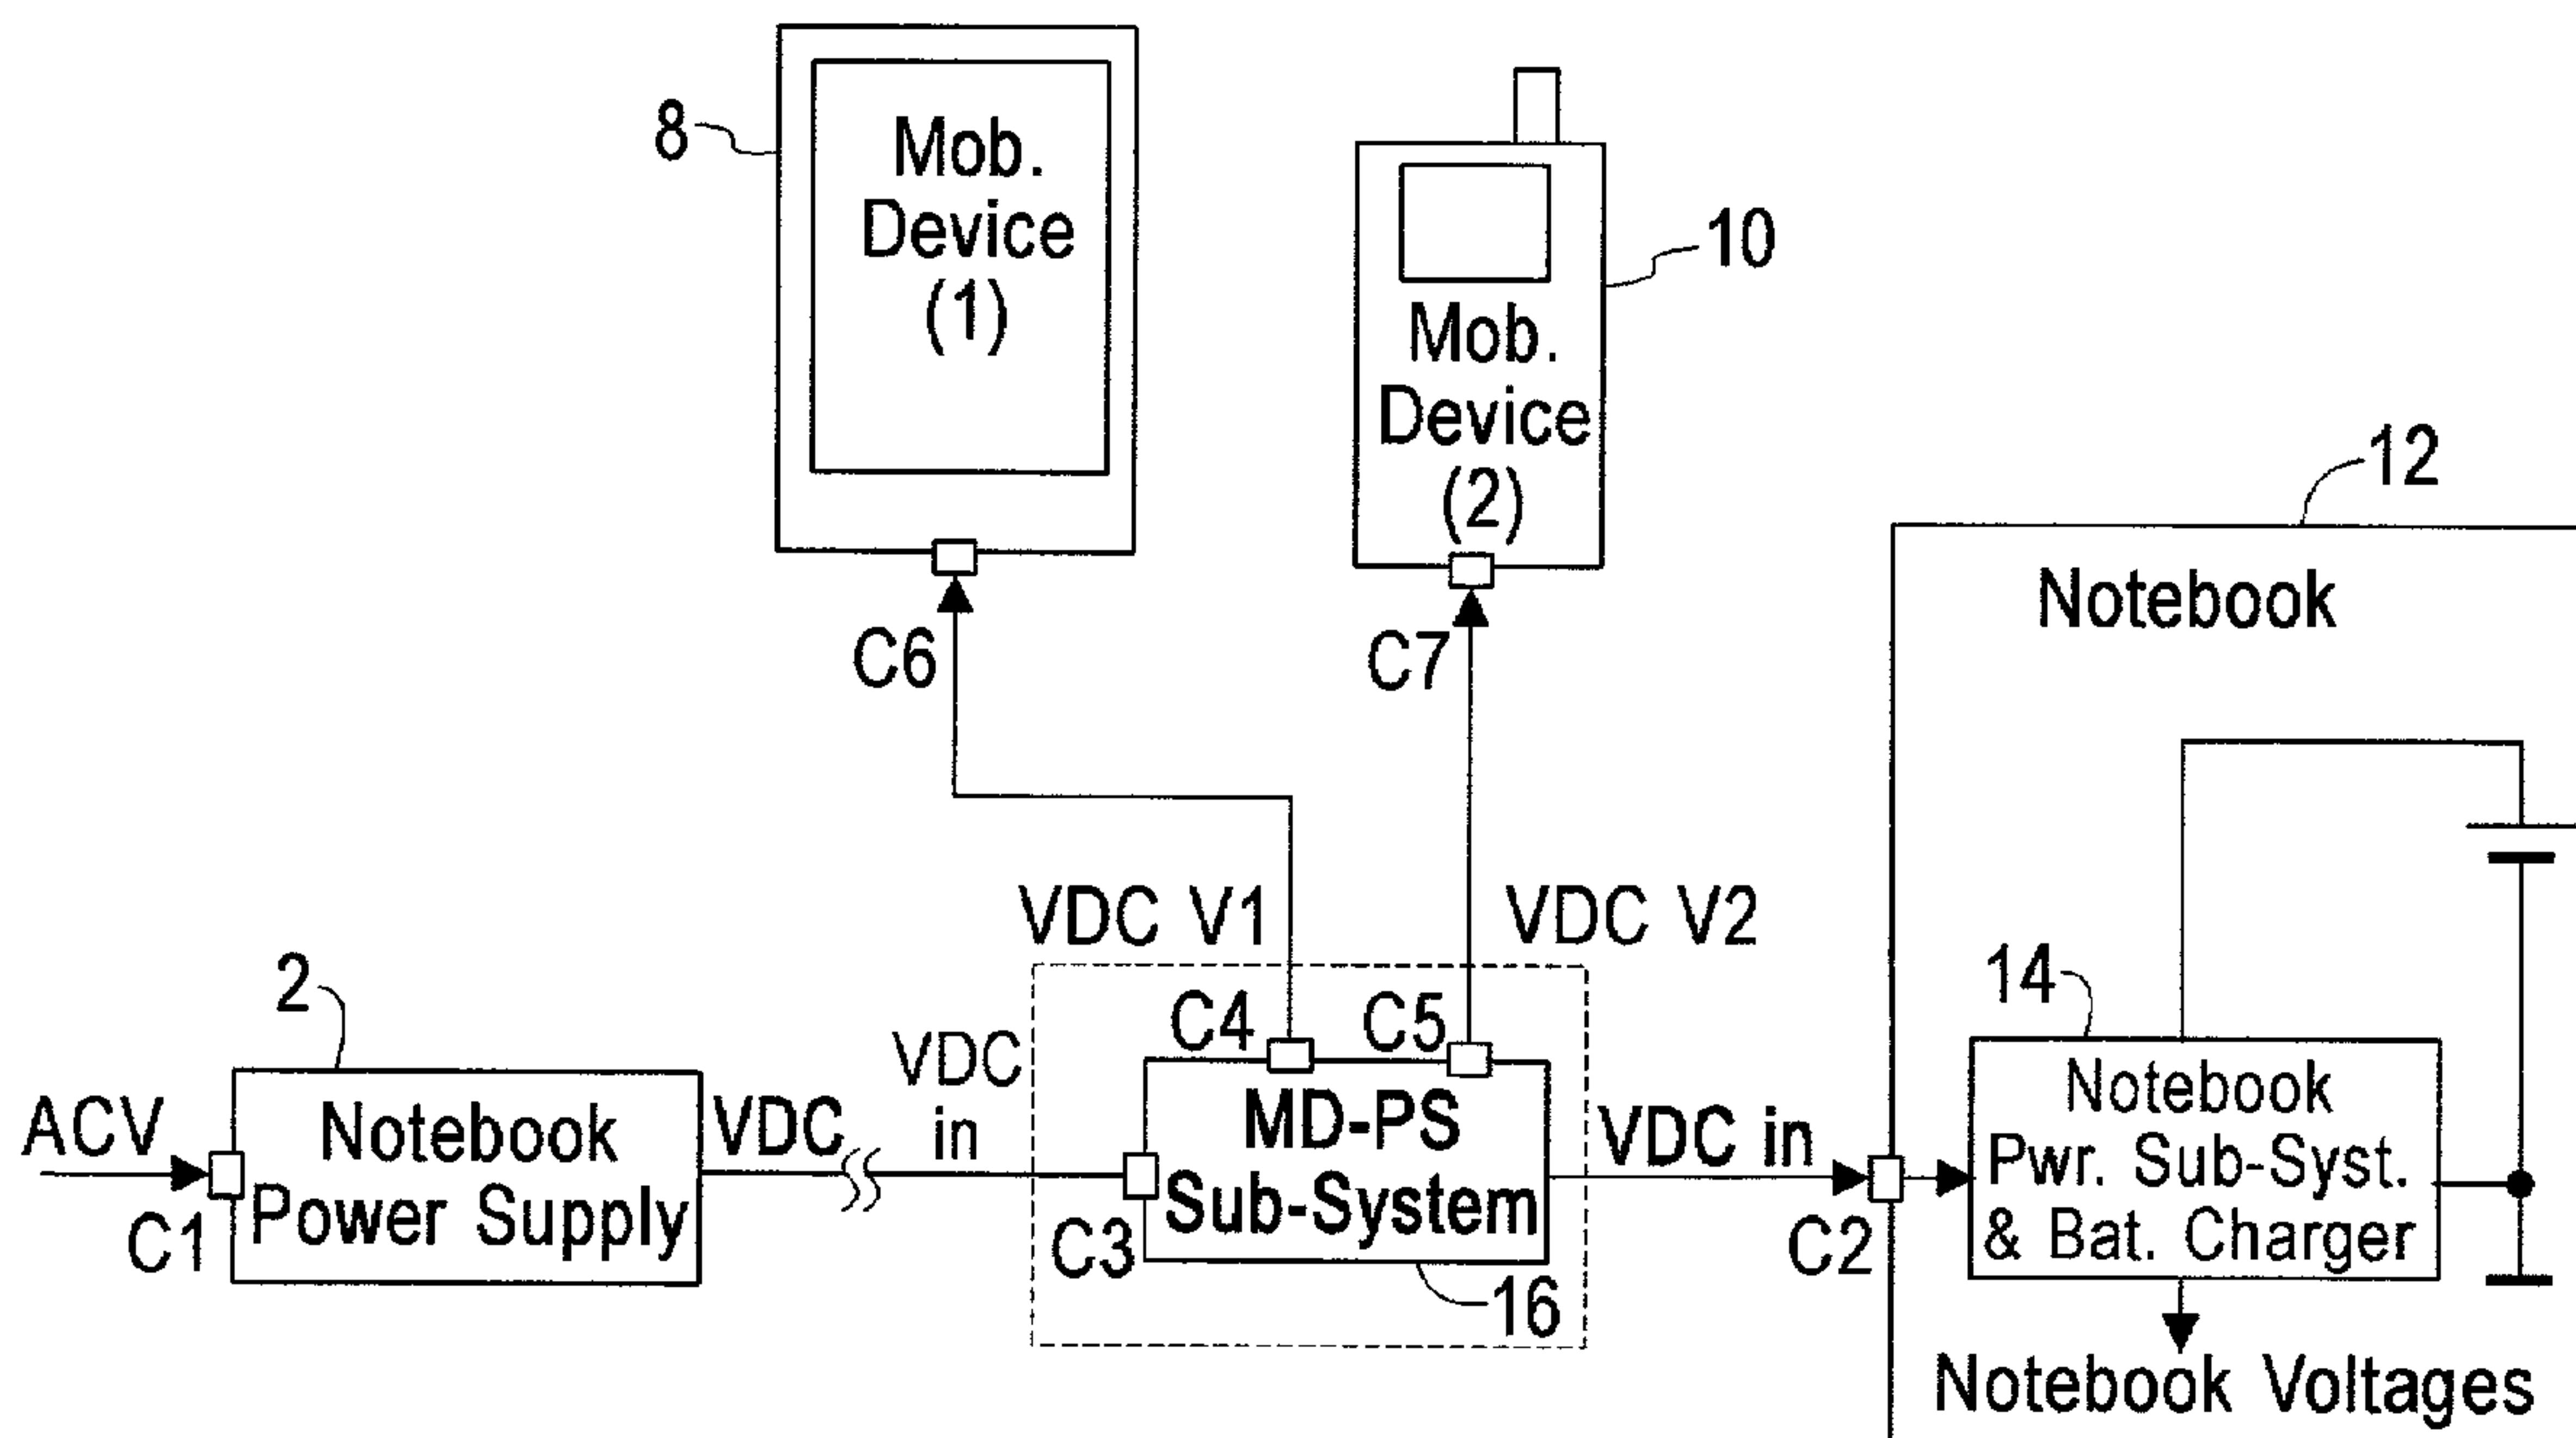 8
Mob.
Device
(1)
C6
Mob.
Device
(2)
10
C7
12
Notebook
VDC V1
VDC V2
2
ACV
C1
Notebook
Power Supply
VDC
VDC
in
C3
C4
C5
MD-PS
Sub-System
16
VDC in
C2
14
Notebook
Pwr. Sub-Syst.
& Bat. Charger
Notebook Voltages